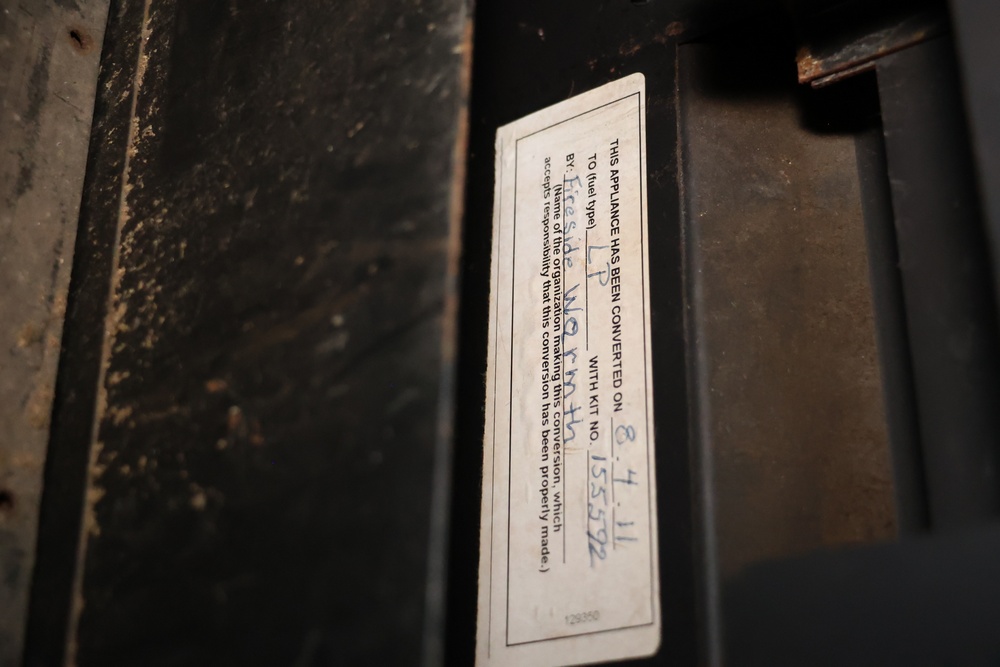 THIS APPLIANCE HAS BEEN CONVERTED ON 8.4.11
TO (fuel type) LP WITH KIT NO. 155592
BY: Fireside Warmth
(Name of the organization making this conversion, which
accepts responsibility that this conversion has been properly made.)
129350